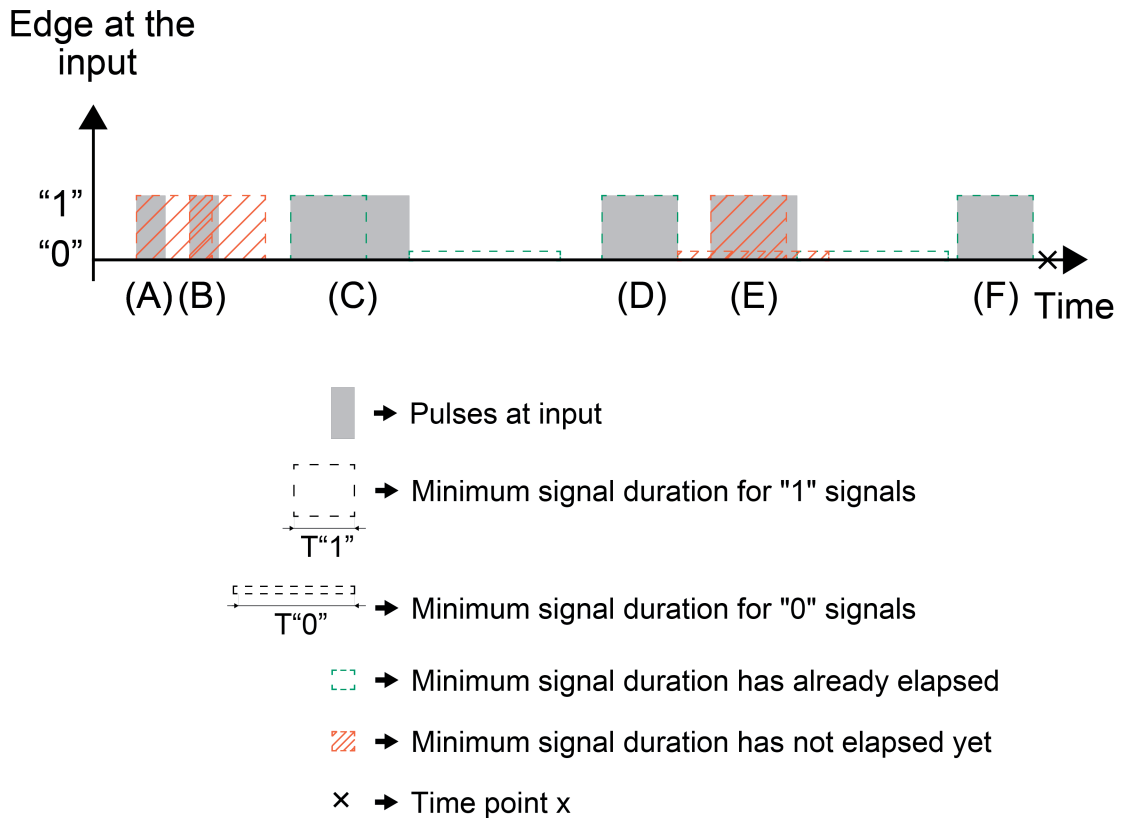 Edge at the
input
“1”
“0”
(A) (B) (C) (D) (E) (F)
Time
Pulses at input
Minimum signal duration for "1" signals
T“1”
Minimum signal duration for "0" signals
T“0”
Minimum signal duration has already elapsed
Minimum signal duration has not elapsed yet
Time point x